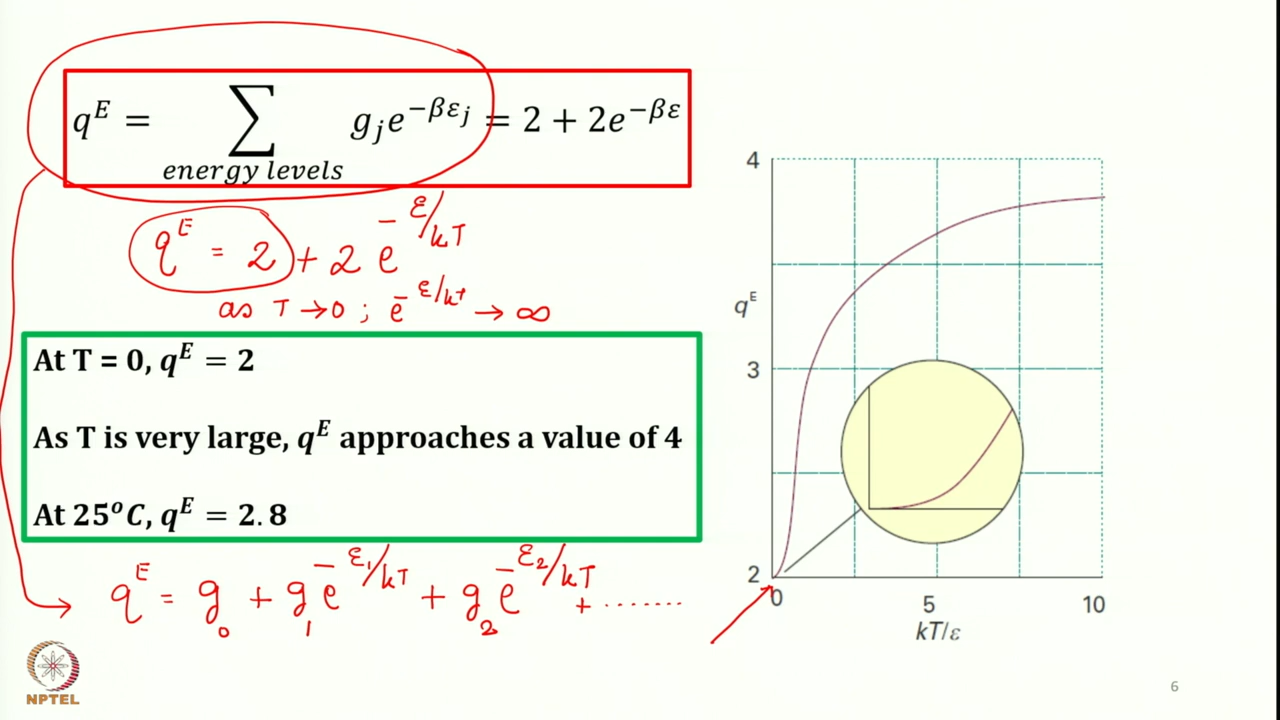 q^E = ∑ g_j e^{-βε_j} = 2 + 2e^{-βε}
energy levels
q^E = 2 + 2 e^{-ε/kT}
as T → 0 ; e^{-ε/kT} → ∞
At T = 0, q^E = 2
As T is very large, q^E approaches a value of 4
At 25°C, q^E = 2.8
q^E = g_0 + g_1 e^{-ε_1/kT} + g_2 e^{-ε_2/kT} + .......
4
q^E
3
2
0 5 10
kT/ε
NPTEL
6